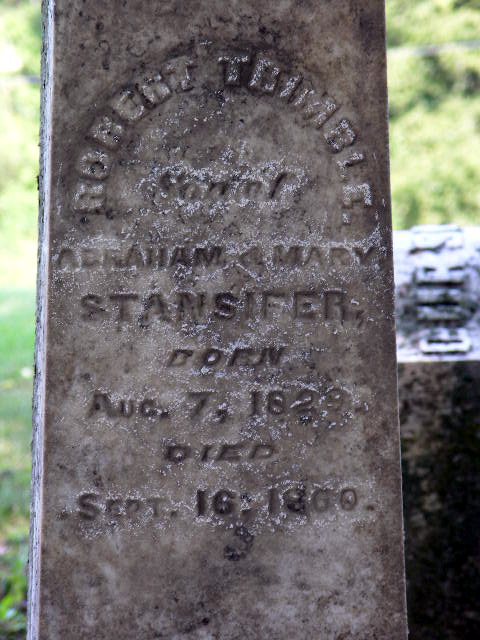 ROBERT TRIMBLE
Son of
ABRAHAM & MARY
STANSIFER,
BORN
AUG. 7, 1829.
DIED
SEPT. 16, 1860.